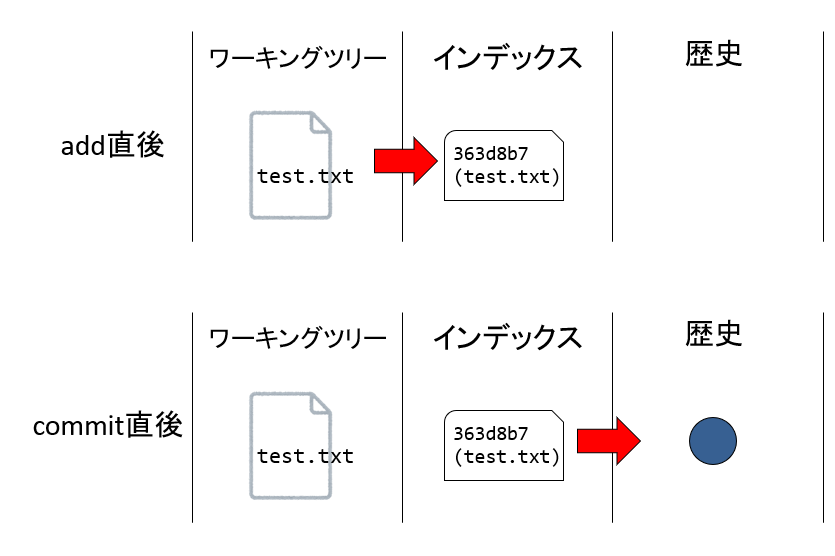 ワーキングツリー
インデックス
歴史
add直後
test.txt
363d8b7
(test.txt)
ワーキングツリー
インデックス
歴史
commit直後
test.txt
363d8b7
(test.txt)